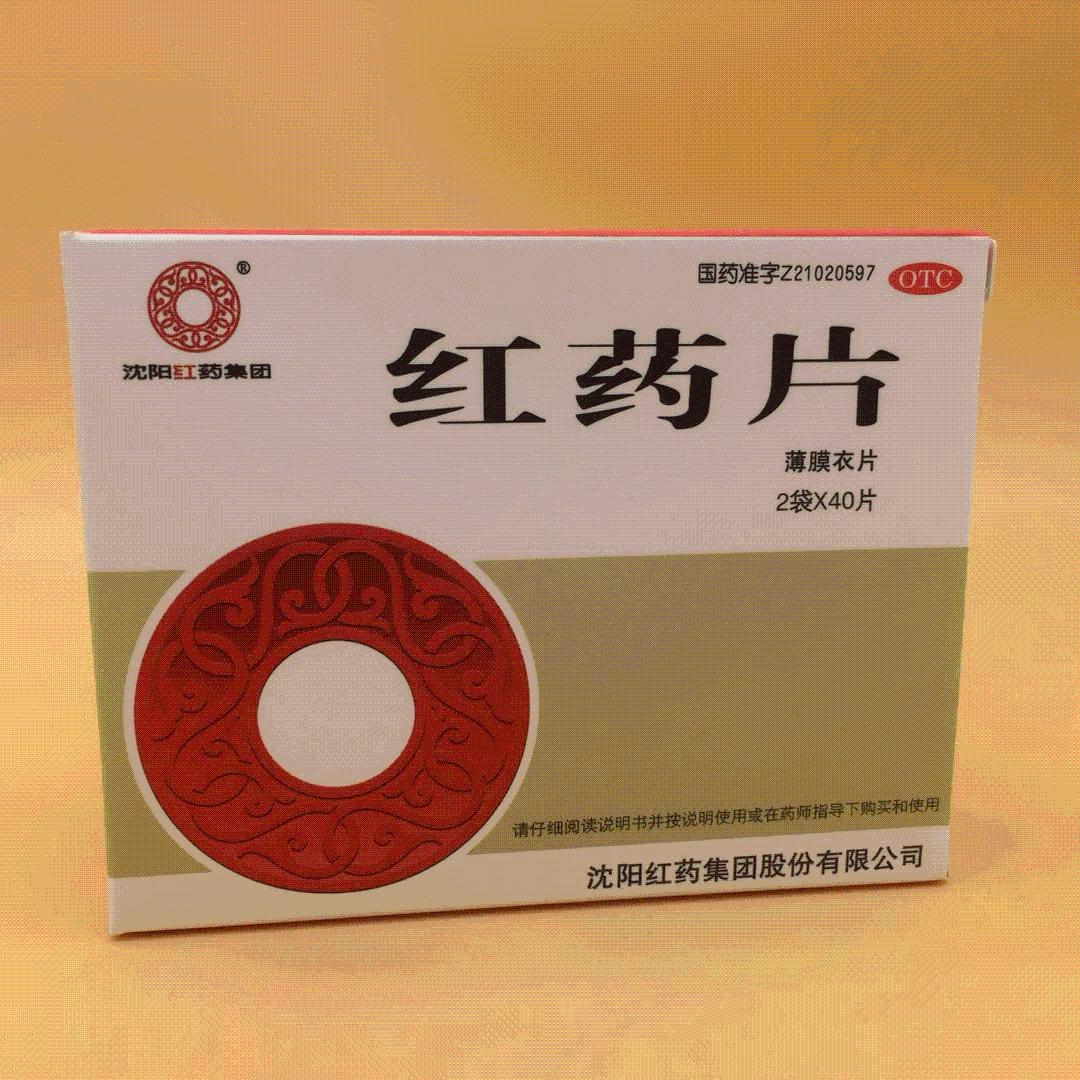 ®
沈阳红药集团
国药准字Z21020597 OTC
红药片
薄膜衣片
2袋X40片
请仔细阅读说明书并按说明使用或在药师指导下购买和使用
沈阳红药集团股份有限公司